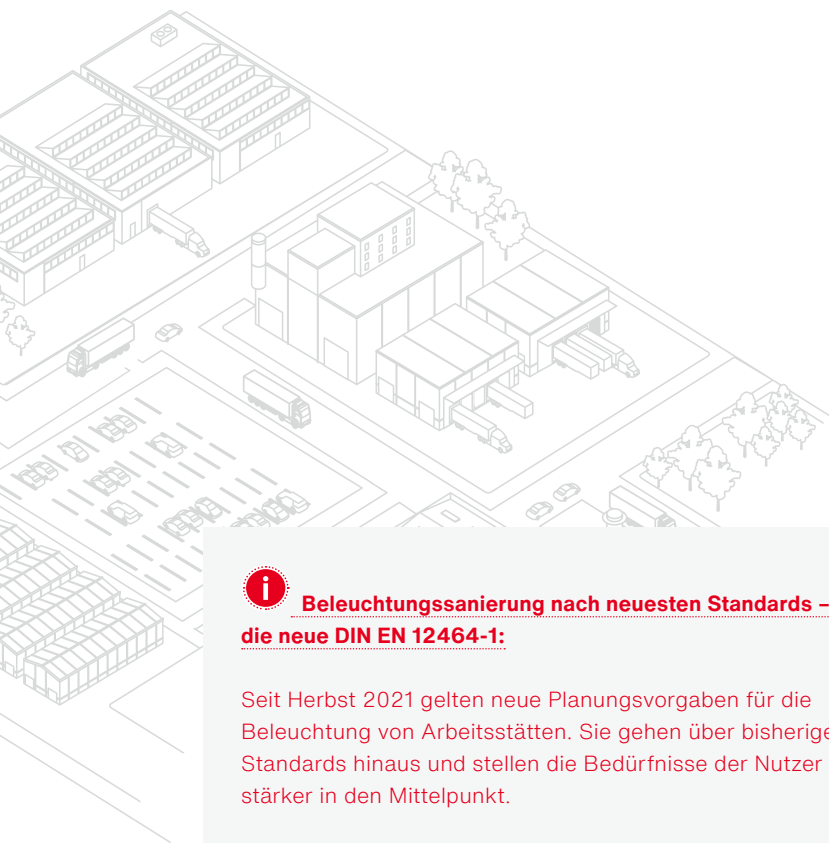 i Beleuchtungssanierung nach neuesten Standards –
die neue DIN EN 12464-1:
Seit Herbst 2021 gelten neue Planungsvorgaben für die
Beleuchtung von Arbeitsstätten. Sie gehen über bisherige
Standards hinaus und stellen die Bedürfnisse der Nutzer
stärker in den Mittelpunkt.